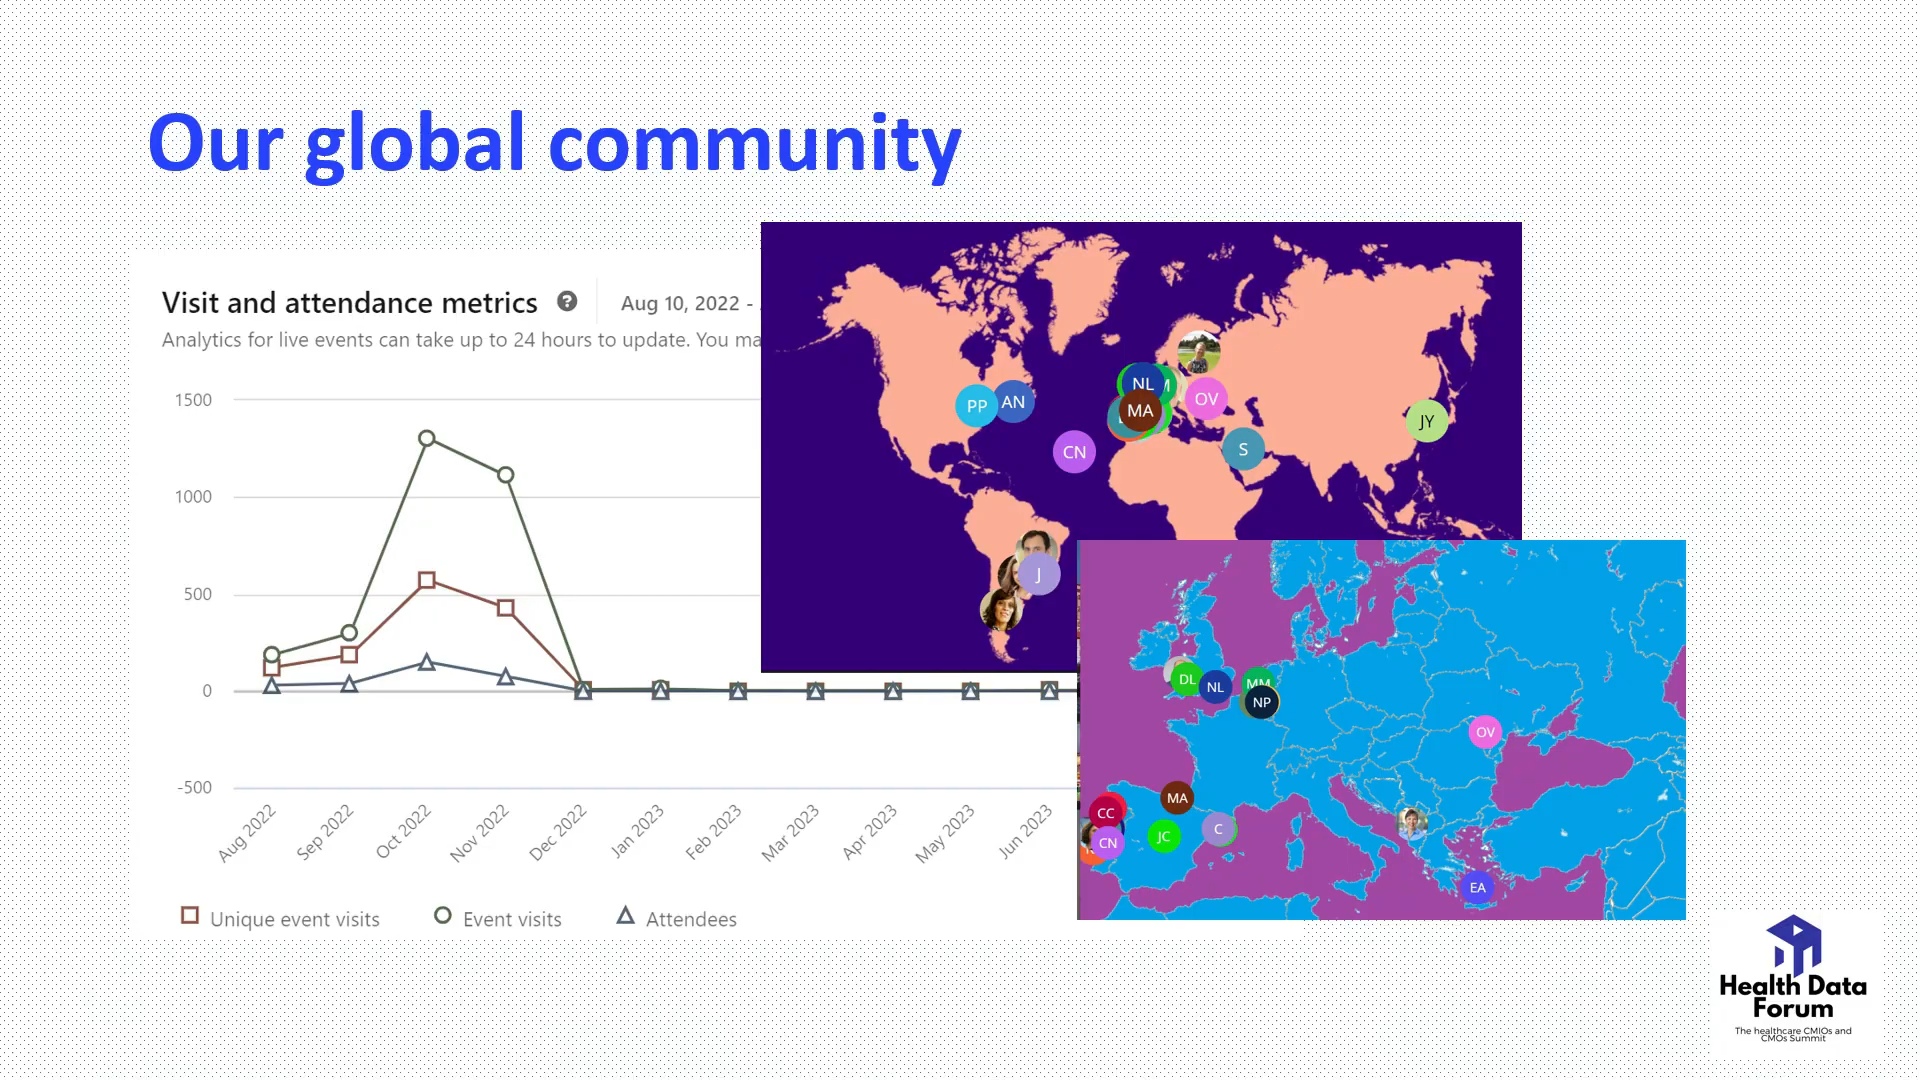 Our global community
Visit and attendance metrics ? Aug 10, 2022 -
Analytics for live events can take up to 24 hours to update. You ma
1500
1000
500
0
-500
Aug 2022
Sep 2022
Oct 2022
Nov 2022
Dec 2022
Jan 2023
Feb 2023
Mar 2023
Apr 2023
May 2023
Jun 2023
Unique event visits
Event visits
Attendees
PP
AN
NL
M
MA
OV
CN
S
JY
J
DL
NL
MM
NP
OV
MA
CC
CN
JC
C
EA
Health Data
Forum
The healthcare CMIOs and
CMOs Summit